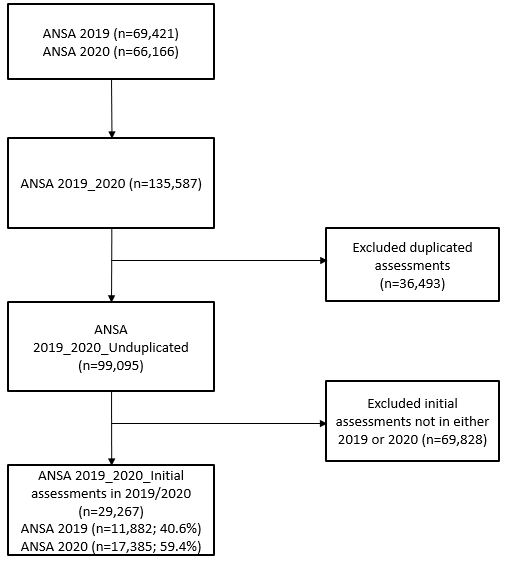 ANSA 2019 (n=69,421)
ANSA 2020 (n=66,166)
ANSA 2019_2020 (n=135,587)
Excluded duplicated
assessments
(n=36,493)
ANSA
2019_2020_Unduplicated
(n=99,095)
Excluded initial
assessments not in either
2019 or 2020 (n=69,828)
ANSA 2019_2020_Initial
assessments in 2019/2020
(n=29,267)
ANSA 2019 (n=11,882; 40.6%)
ANSA 2020 (n=17,385; 59.4%)